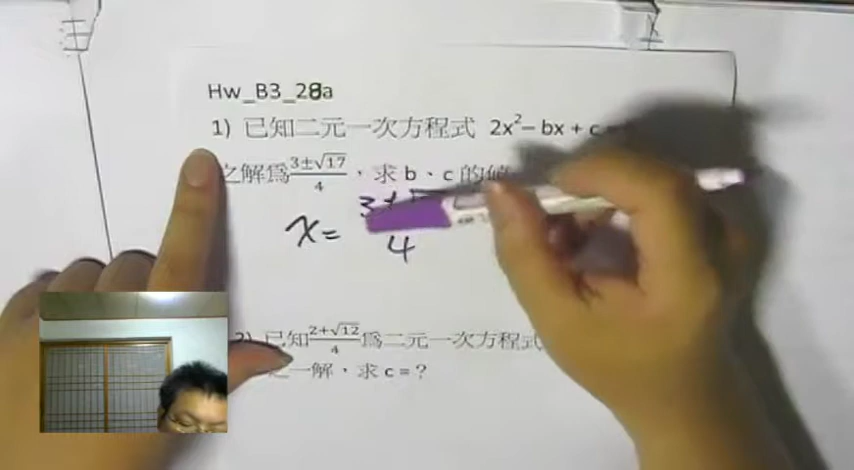 Hw_B3_28a
1) 已知二元一次方程式 2x²− bx + c
之解爲 3±√17/4,求 b、c 的値
x = 3± 4
2) 已知 2+√12/4 爲二元一次方程式
之一解,求 c = ?